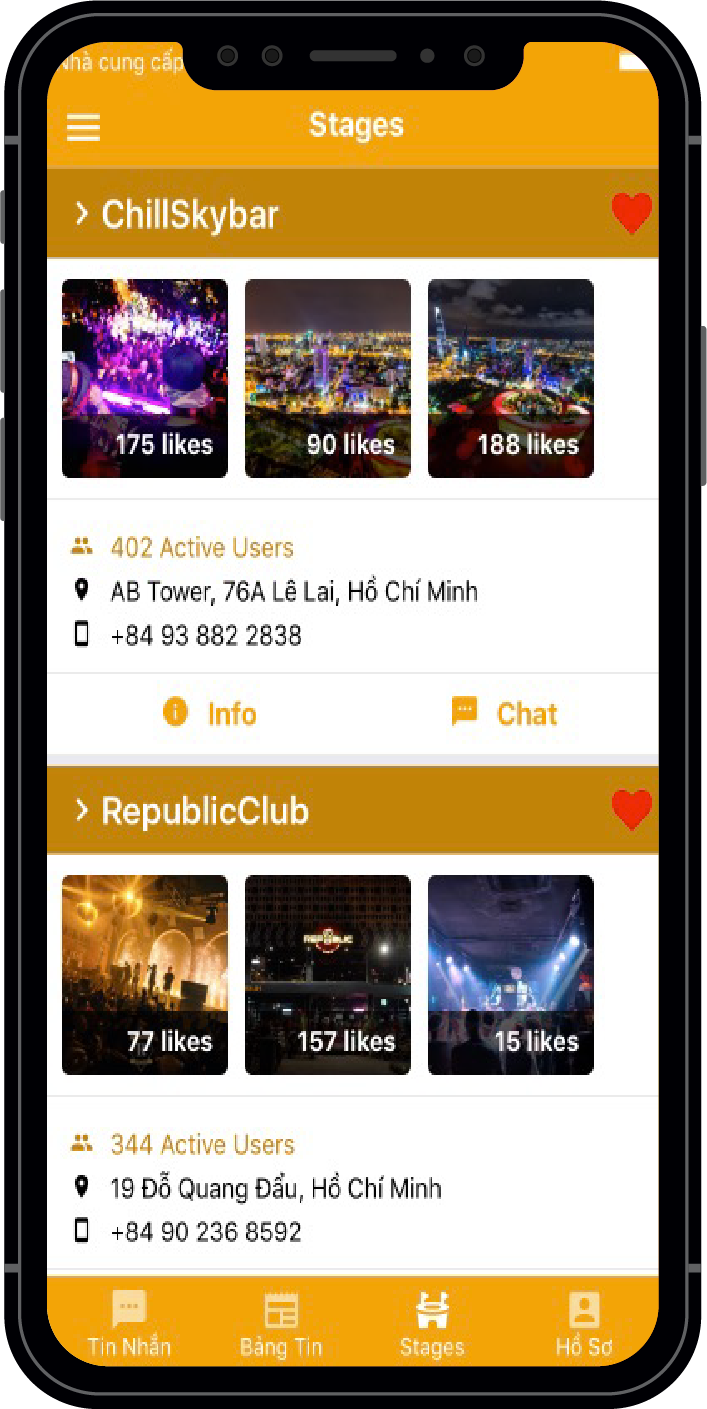 Nhà cung cấp
Stages
ChillSkybar
175 likes
90 likes
188 likes
402 Active Users
AB Tower, 76A Lê Lai, Hồ Chí Minh
+84 93 882 2838
Info
Chat
RepublicClub
REPUBLIC
77 likes
157 likes
15 likes
344 Active Users
19 Đỗ Quang Đẩu, Hồ Chí Minh
+84 90 236 8592
Tin Nhắn
Bảng Tin
Stages
Hồ Sơ